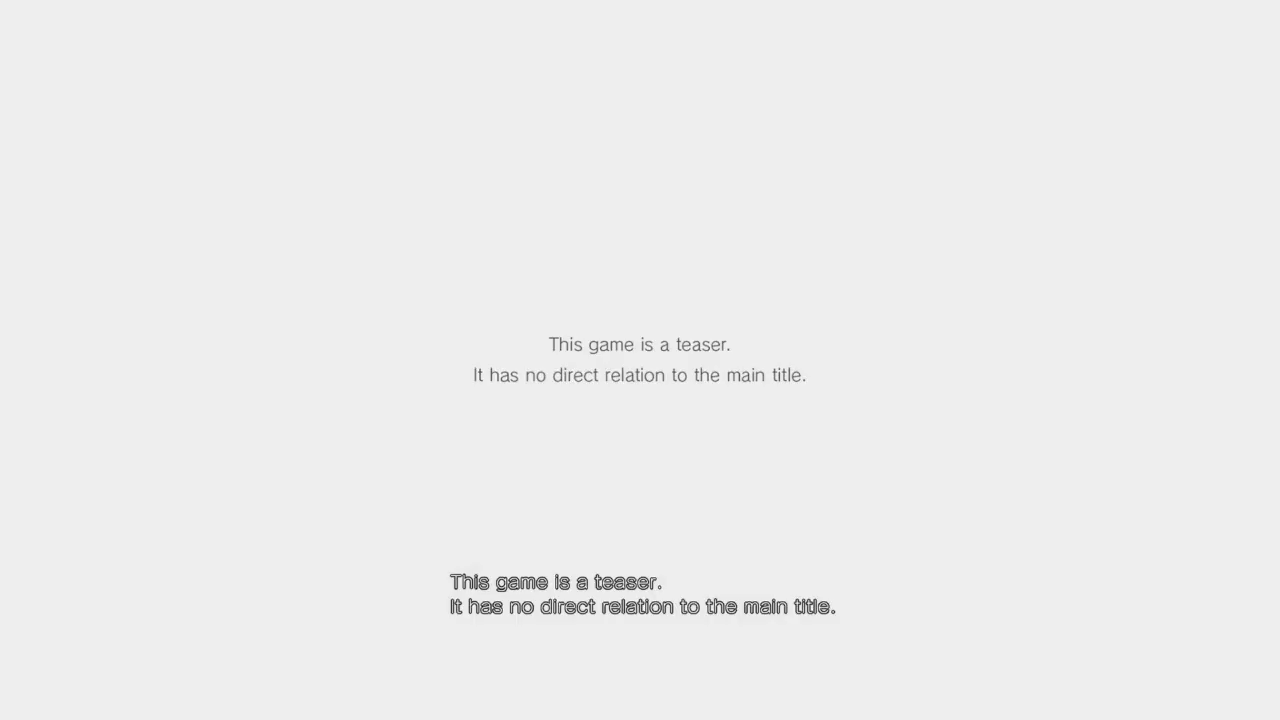 This game is a teaser.
It has no direct relation to the main title.
This game is a teaser.
It has no direct relation to the main title.